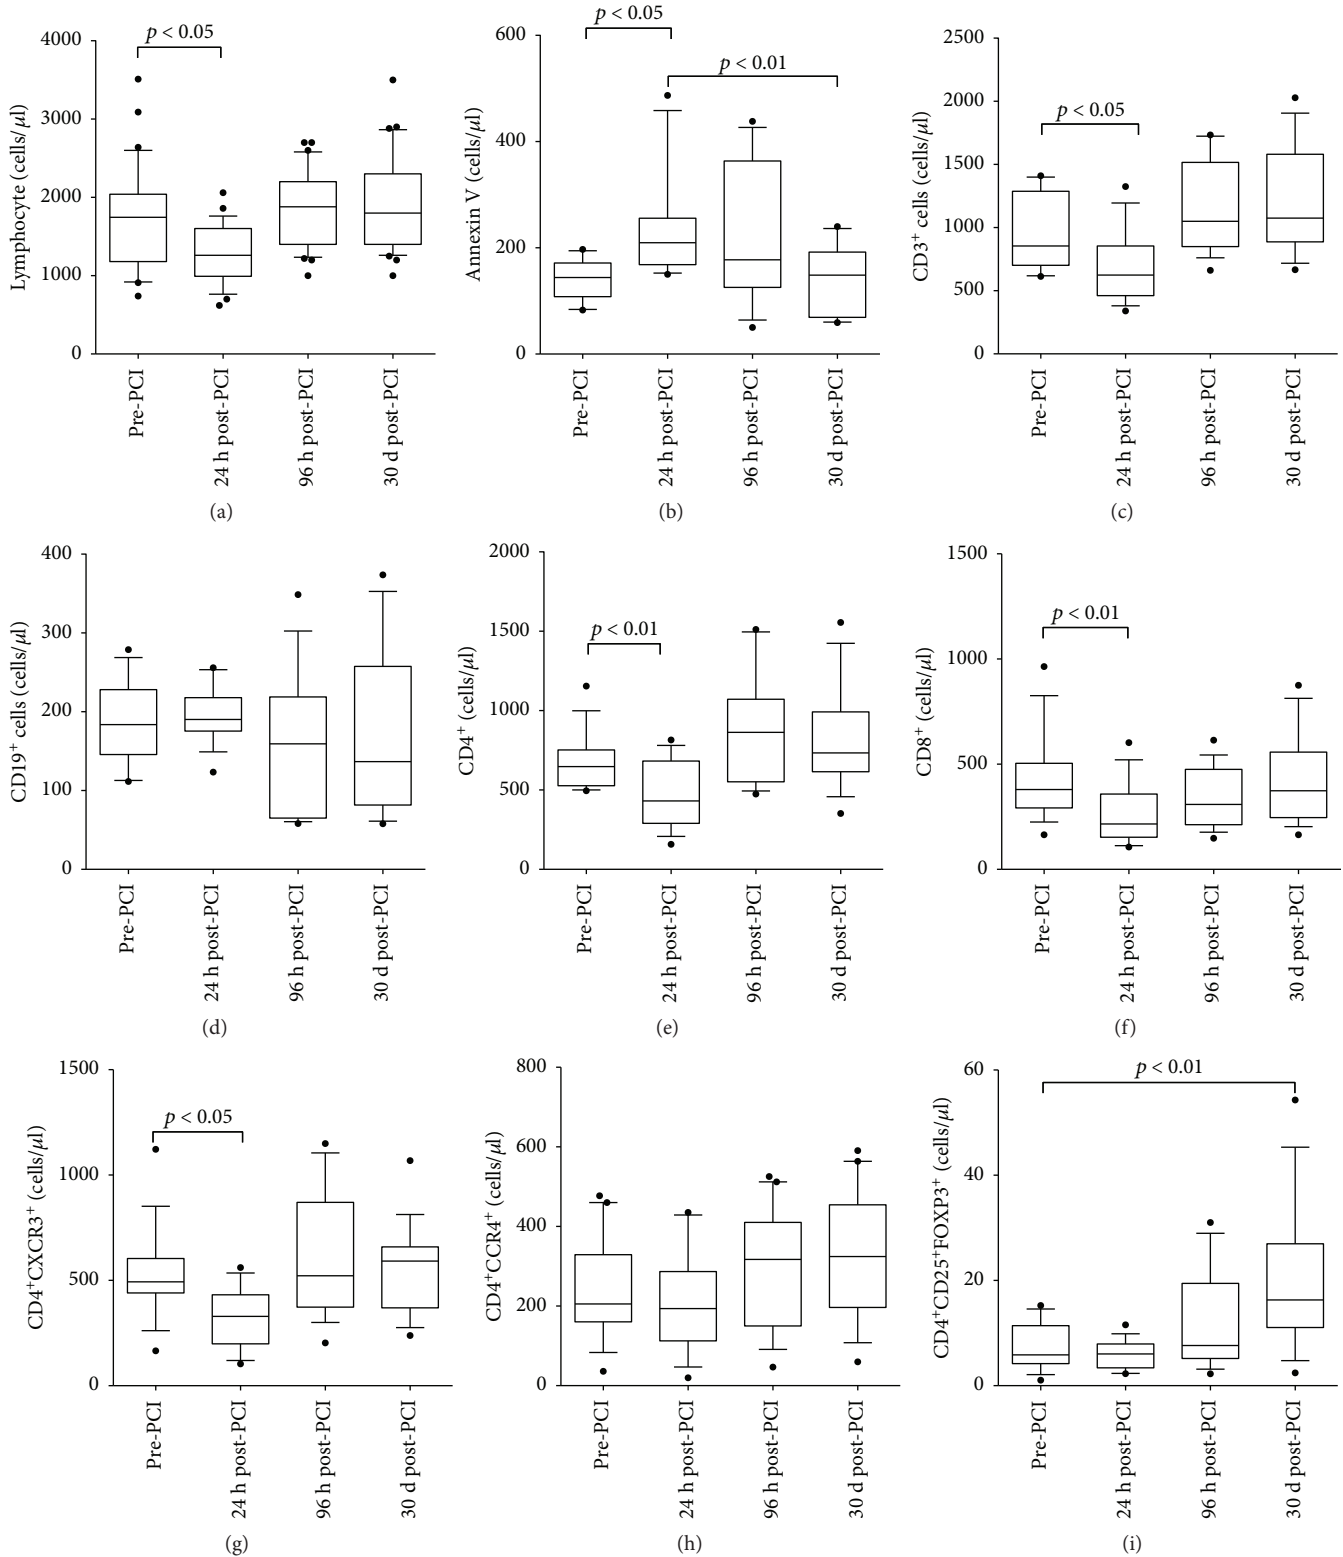 p < 0.05
Lymphocyte (cells/μl)
4000
3000
2000
1000
0
Pre-PCI
24 h post-PCI
96 h post-PCI
30 d post-PCI
(a)
p < 0.05
p < 0.01
Annexin V (cells/μl)
600
400
200
0
Pre-PCI
24 h post-PCI
96 h post-PCI
30 d post-PCI
(b)
p < 0.05
CD3⁺ cells (cells/μl)
2500
2000
1500
1000
500
0
Pre-PCI
24 h post-PCI
96 h post-PCI
30 d post-PCI
(c)
CD19⁺ cells (cells/μl)
400
300
200
100
0
Pre-PCI
24 h post-PCI
96 h post-PCI
30 d post-PCI
(d)
p < 0.01
CD4⁺ (cells/μl)
2000
1500
1000
500
0
Pre-PCI
24 h post-PCI
96 h post-PCI
30 d post-PCI
(e)
p < 0.01
CD8⁺ (cells/μl)
1500
1000
500
0
Pre-PCI
24 h post-PCI
96 h post-PCI
30 d post-PCI
(f)
p < 0.05
CD4⁺CXCR3⁺ (cells/μl)
1500
1000
500
0
Pre-PCI
24 h post-PCI
96 h post-PCI
30 d post-PCI
(g)
CD4⁺CCR4⁺ (cells/μl)
800
600
400
200
0
Pre-PCI
24 h post-PCI
96 h post-PCI
30 d post-PCI
(h)
p < 0.01
CD4⁺CD25⁺FOXP3⁺ (cells/μl)
60
40
20
0
Pre-PCI
24 h post-PCI
96 h post-PCI
30 d post-PCI
(i)